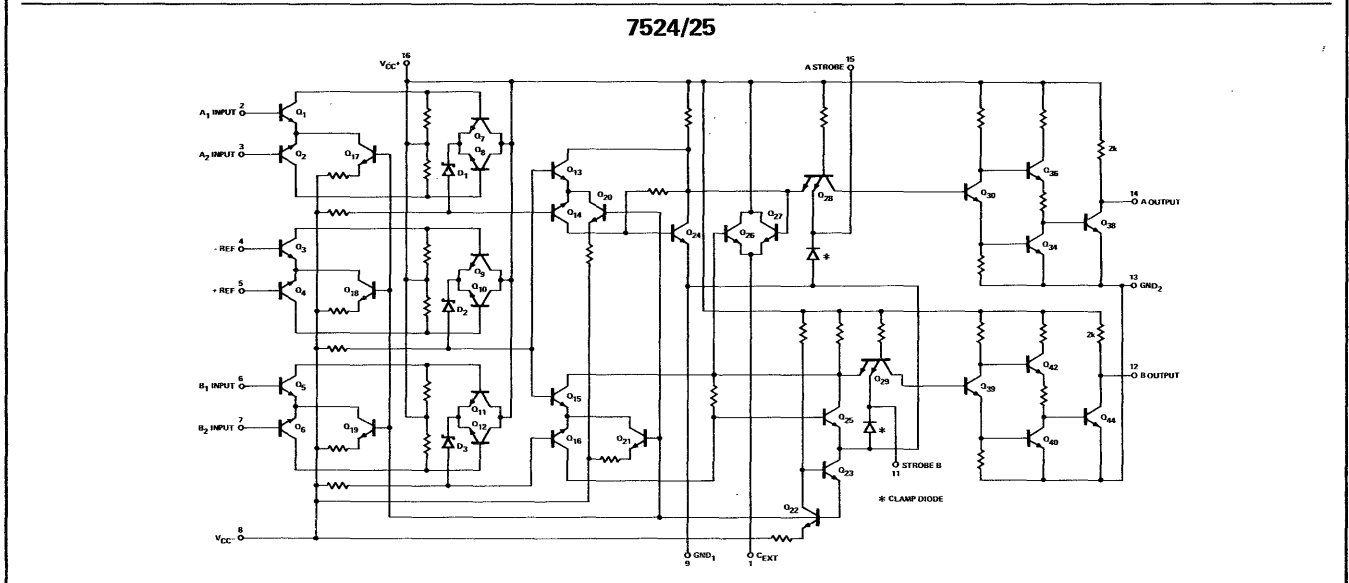 7524/25
16
V_CC+
A STROBE 15
2
A1 INPUT
Q1
3
A2 INPUT
Q2
Q17
D1
Q7
Q8
4
- REF
Q3
5
+ REF
Q4
Q18
D2
Q9
Q10
6
B1 INPUT
Q5
7
B2 INPUT
Q6
Q19
D3
Q11
Q12
8
V_CC-
Q13
Q14
Q20
Q15
Q16
Q21
Q24
Q26
Q27
Q28
*
Q22
Q23
Q25
Q29
*
STROBE B
11
* CLAMP DIODE
GND1
9
C_EXT
1
Q30
Q36
Q34
2k
Q38
14
A OUTPUT
13
GND2
Q39
Q42
Q40
2k
Q44
12
B OUTPUT